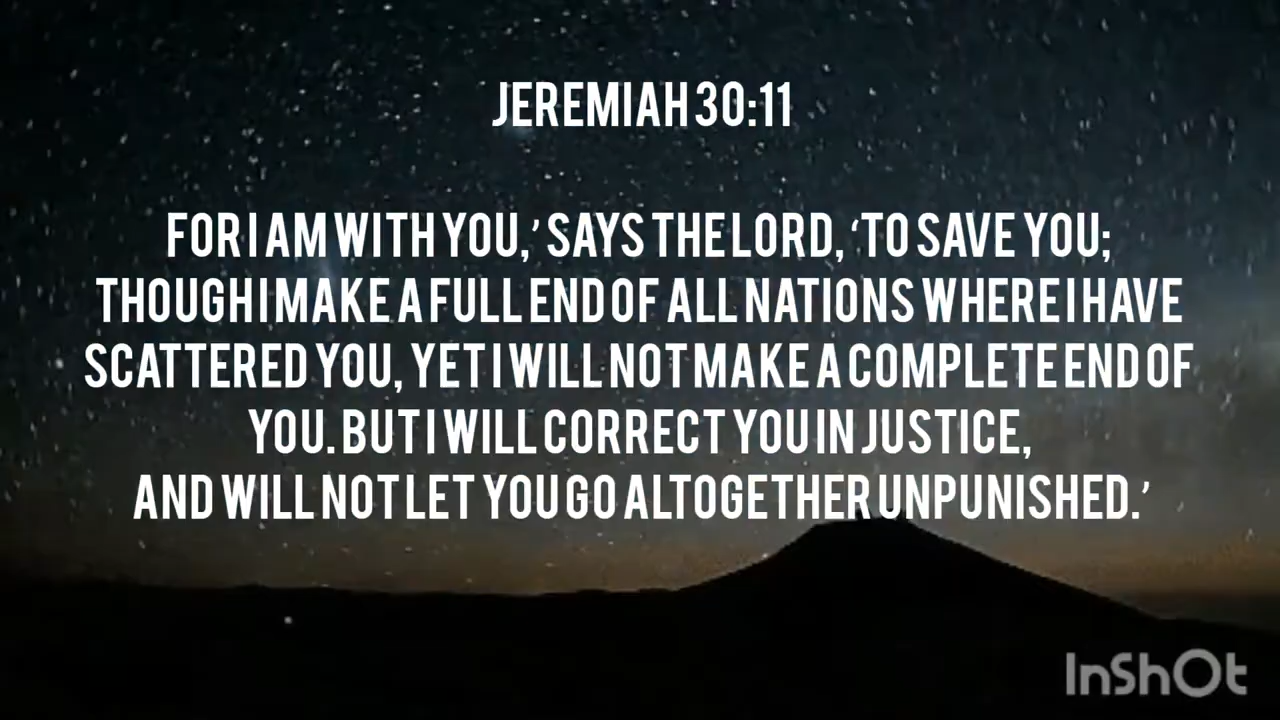 JEREMIAH 30:11
FOR I AM WITH YOU,’ SAYS THE LORD, ‘TO SAVE YOU;
THOUGH I MAKE A FULL END OF ALL NATIONS WHERE I HAVE
SCATTERED YOU, YET I WILL NOT MAKE A COMPLETE END OF
YOU. BUT I WILL CORRECT YOU IN JUSTICE,
AND WILL NOT LET YOU GO ALTOGETHER UNPUNISHED.’
InShOt